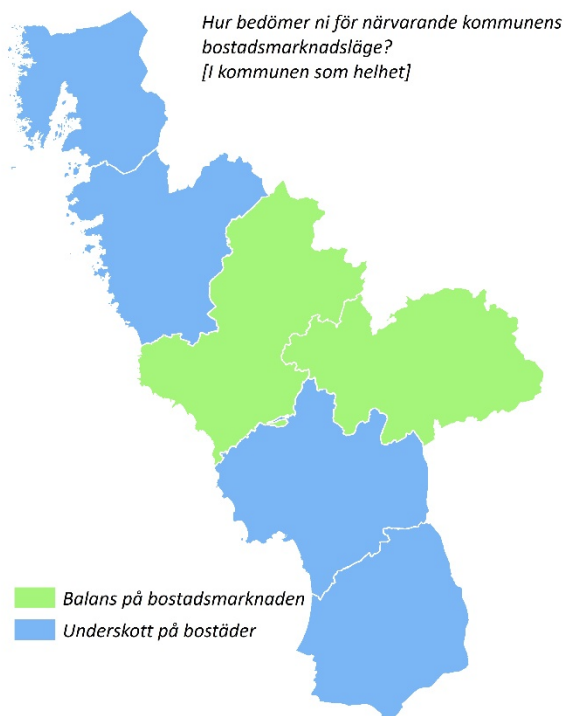 Hur bedömer ni för närvarande kommunens
bostadsmarknadsläge?
[I kommunen som helhet]
Balans på bostadsmarknaden
Underskott på bostäder